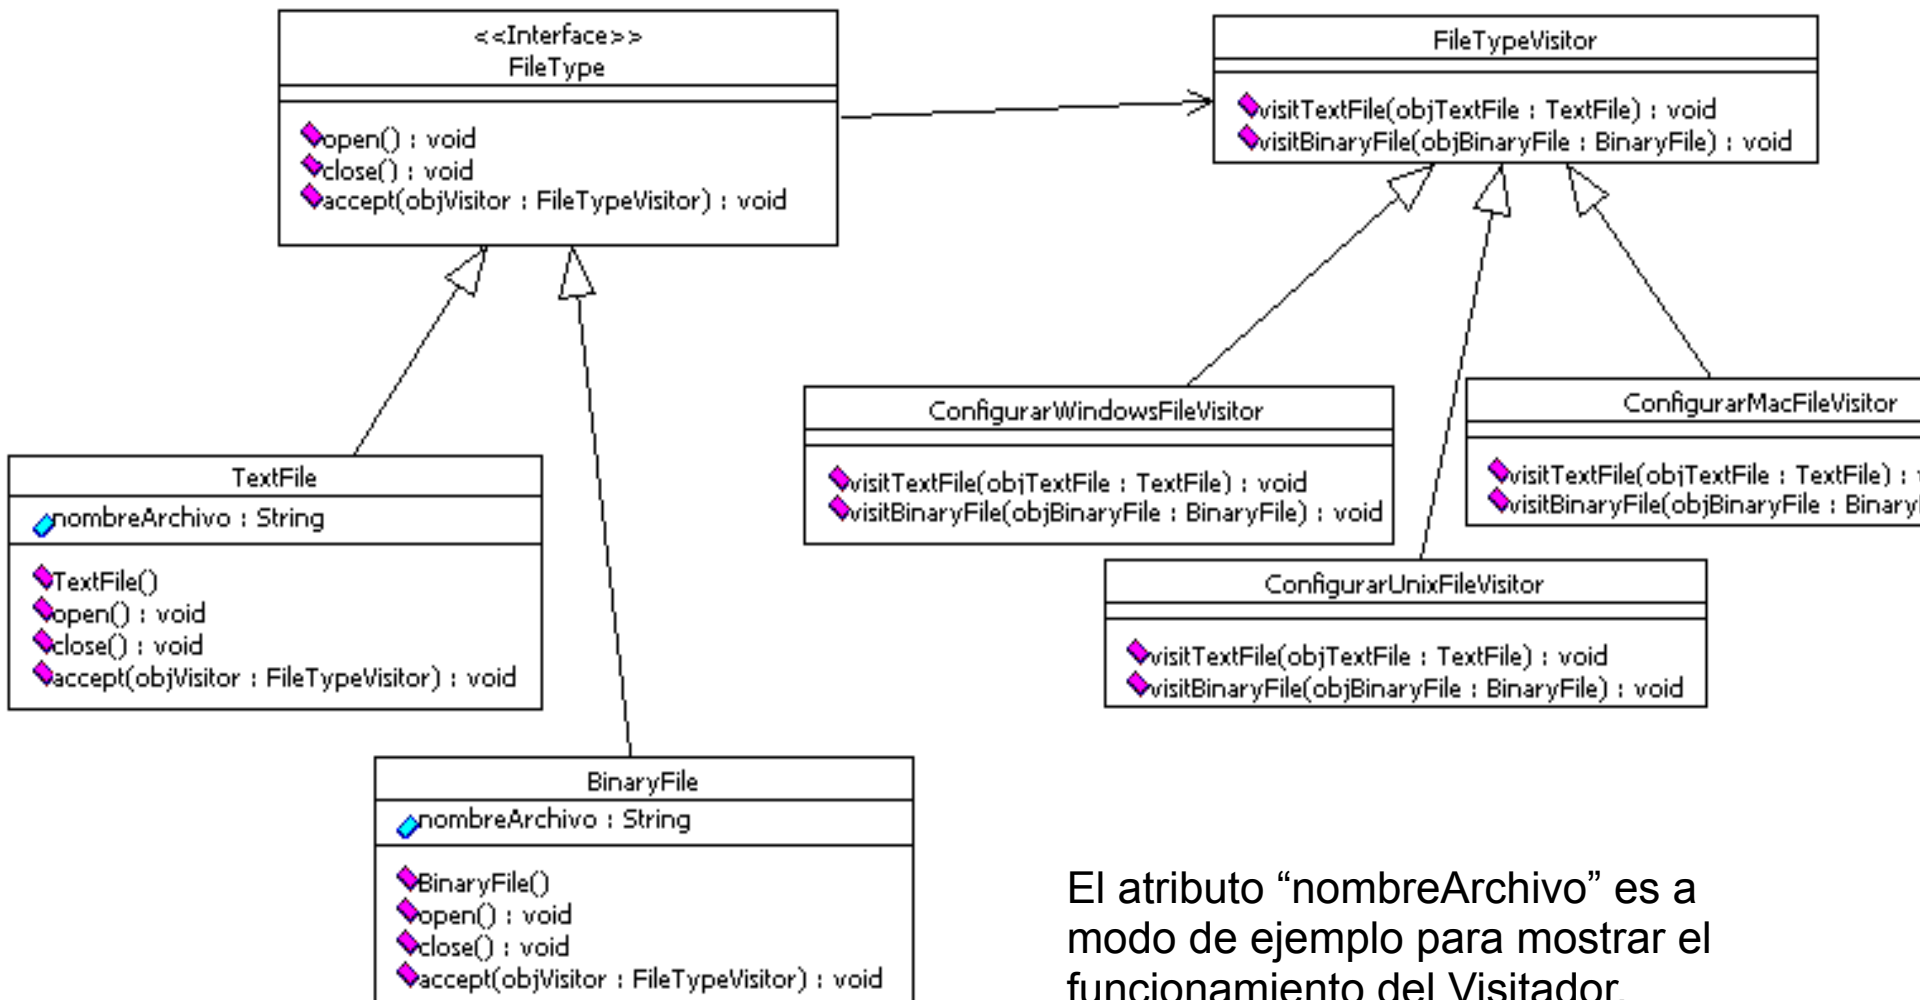 <<Interface>>
FileType
open() : void
close() : void
accept(objVisitor : FileTypeVisitor) : void
FileTypeVisitor
visitTextFile(objTextFile : TextFile) : void
visitBinaryFile(objBinaryFile : BinaryFile) : void
TextFile
nombreArchivo : String
TextFile()
open() : void
close() : void
accept(objVisitor : FileTypeVisitor) : void
ConfigurarWindowsFileVisitor
visitTextFile(objTextFile : TextFile) : void
visitBinaryFile(objBinaryFile : BinaryFile) : void
ConfigurarMacFileVisitor
visitTextFile(objTextFile : TextFile) :
visitBinaryFile(objBinaryFile :
ConfigurarUnixFileVisitor
visitTextFile(objTextFile : TextFile) : void
visitBinaryFile(objBinaryFile : BinaryFile) : void
BinaryFile
nombreArchivo : String
BinaryFile()
open() : void
close() : void
accept(objVisitor : FileTypeVisitor) : void
El atributo “nombreArchivo” es a
modo de ejemplo para mostrar el
funcionamiento del Visitador.